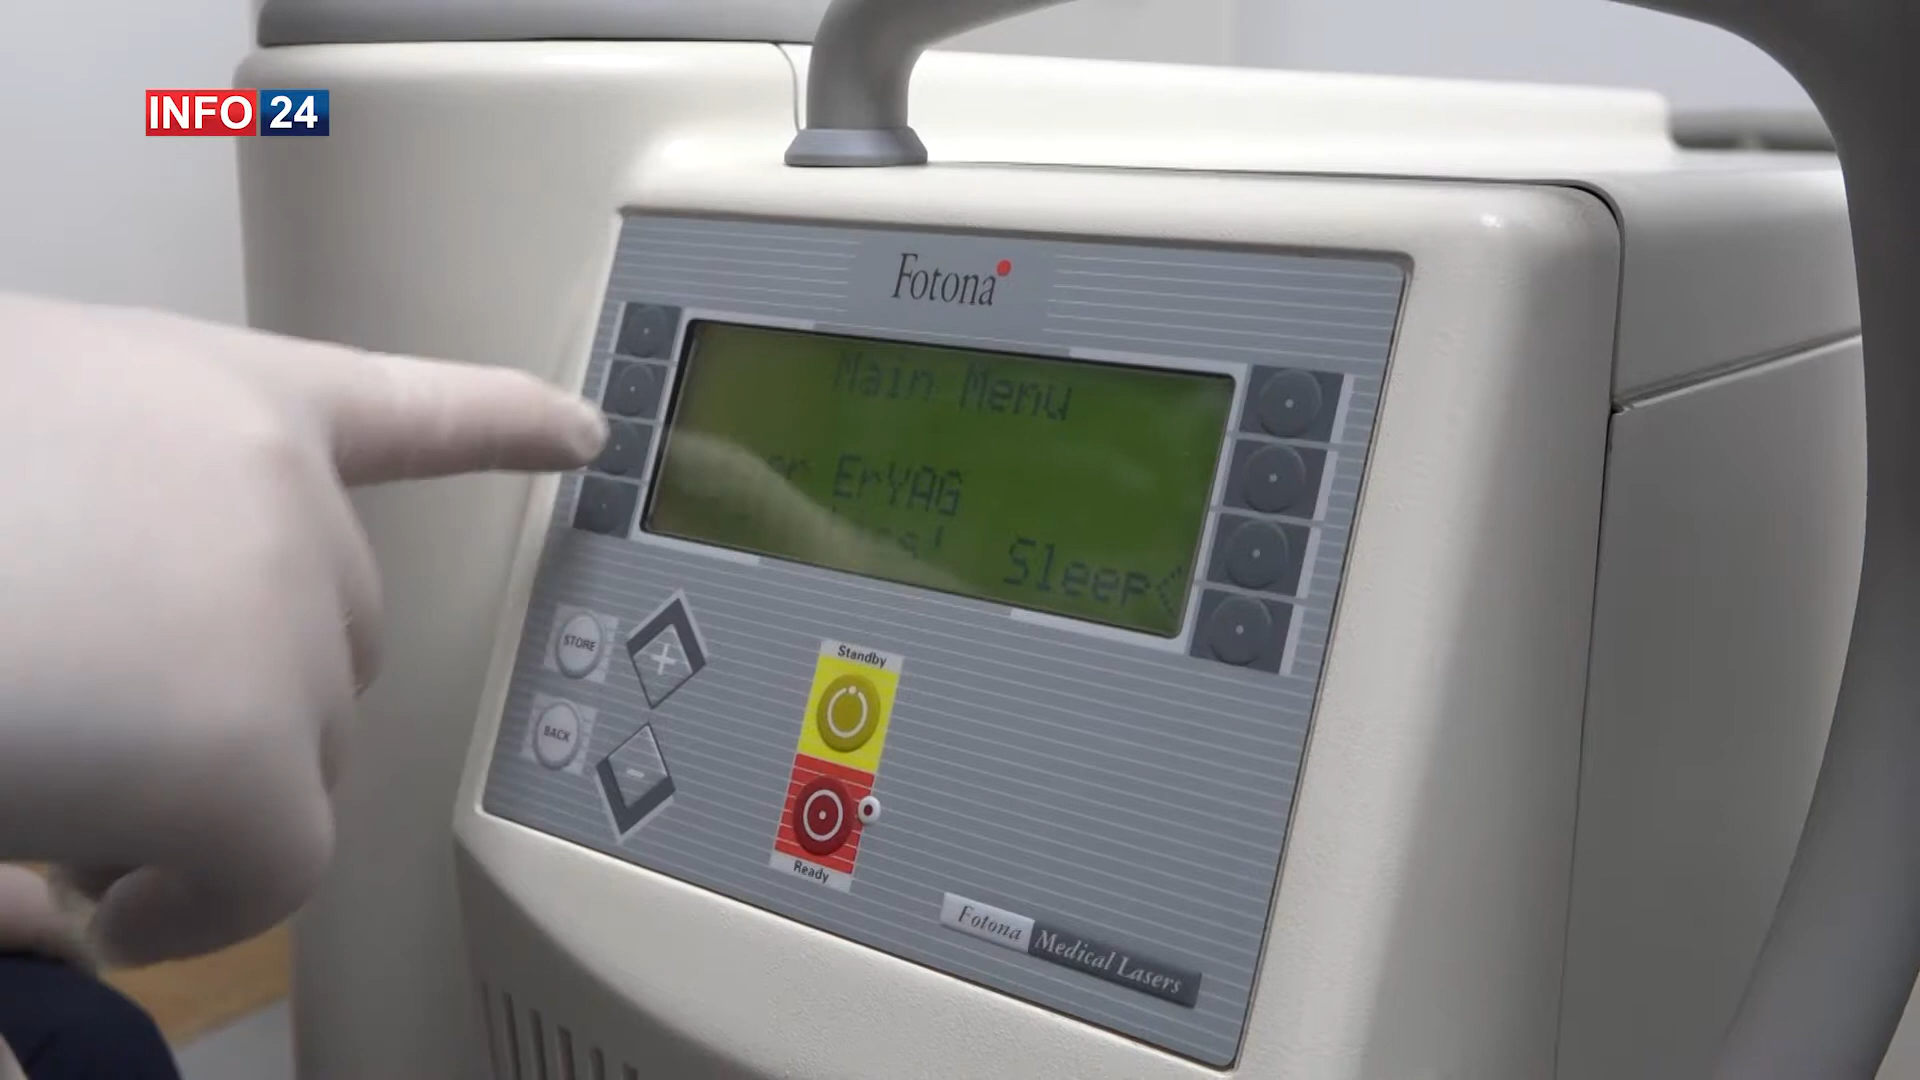 INFO 24
Fotona
Main Menu
ErYAG
Sleep<
STORE
BACK
+
-
Standby
Ready
Fotona Medical Lasers